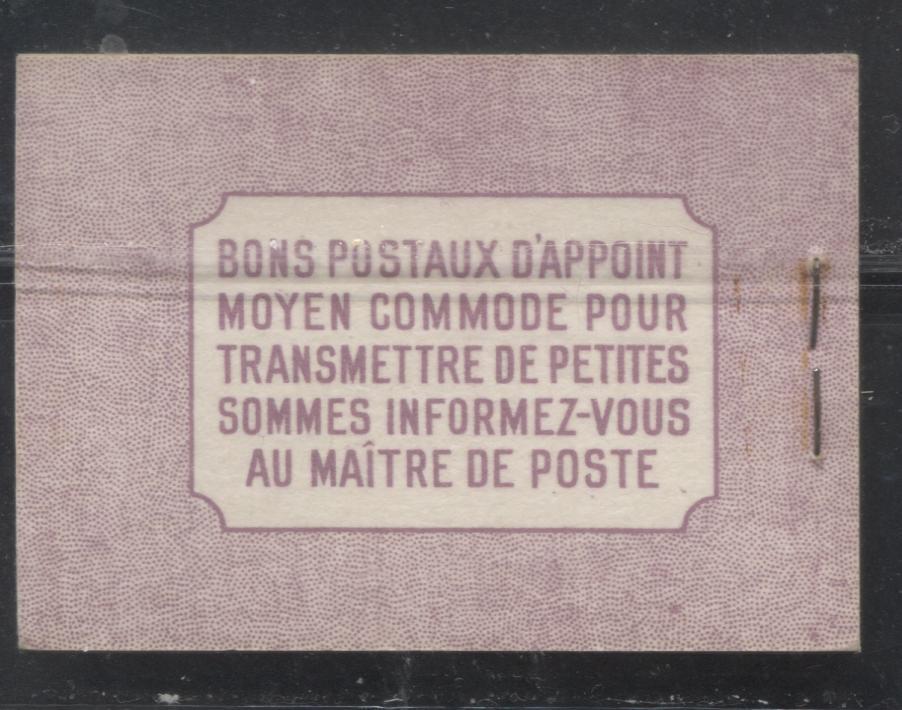 BONS POSTAUX D'APPOINT
MOYEN COMMODE POUR
TRANSMETTRE DE PETITES
SOMMES INFORMEZ-VOUS
AU MAÎTRE DE POSTE